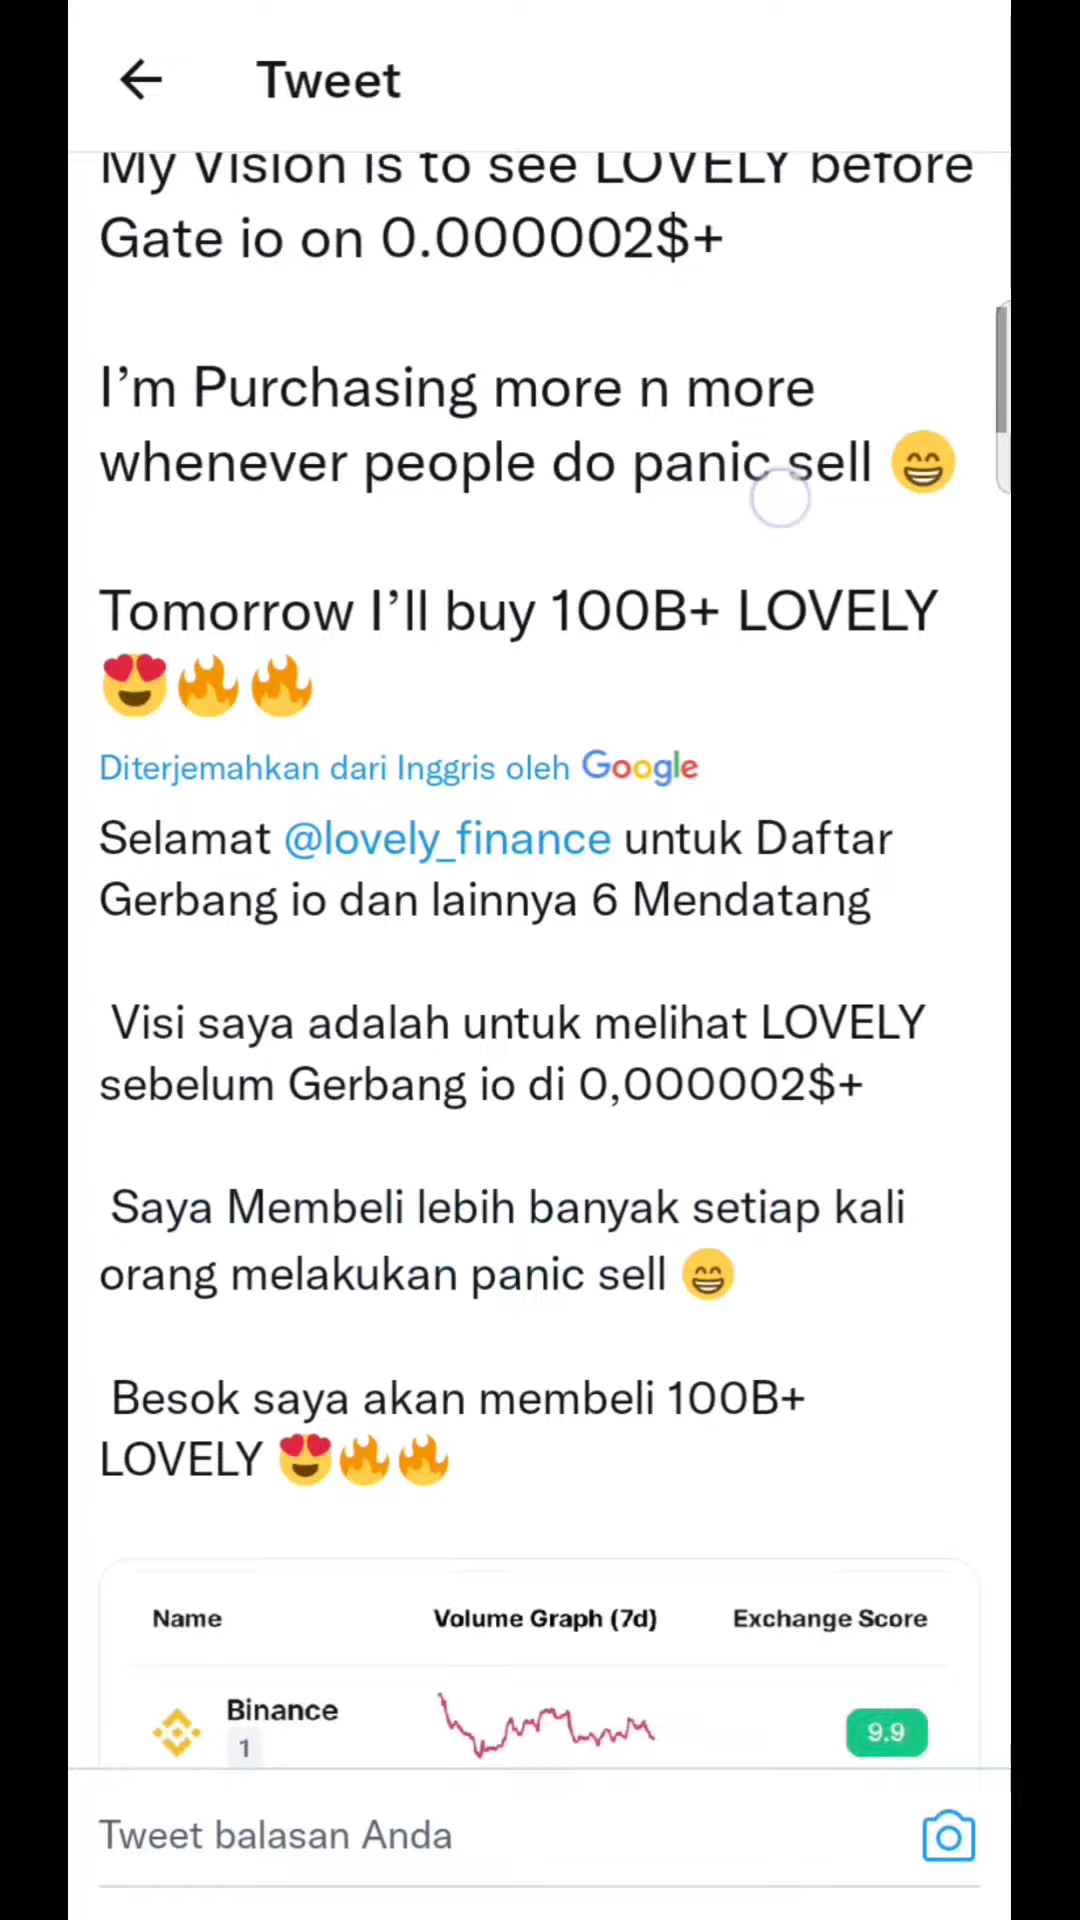 Tweet
My Vision is to see LOVELY before
Gate io on 0.000002$+
I’m Purchasing more n more
whenever people do panic sell 😁
Tomorrow I’ll buy 100B+ LOVELY
😍🔥🔥
Diterjemahkan dari Inggris oleh Google
Selamat @lovely_finance untuk Daftar
Gerbang io dan lainnya 6 Mendatang
Visi saya adalah untuk melihat LOVELY
sebelum Gerbang io di 0,000002$+
Saya Membeli lebih banyak setiap kali
orang melakukan panic sell 😁
Besok saya akan membeli 100B+
LOVELY 😍🔥🔥
Name Volume Graph (7d) Exchange Score
Binance
1
9.9
Tweet balasan Anda